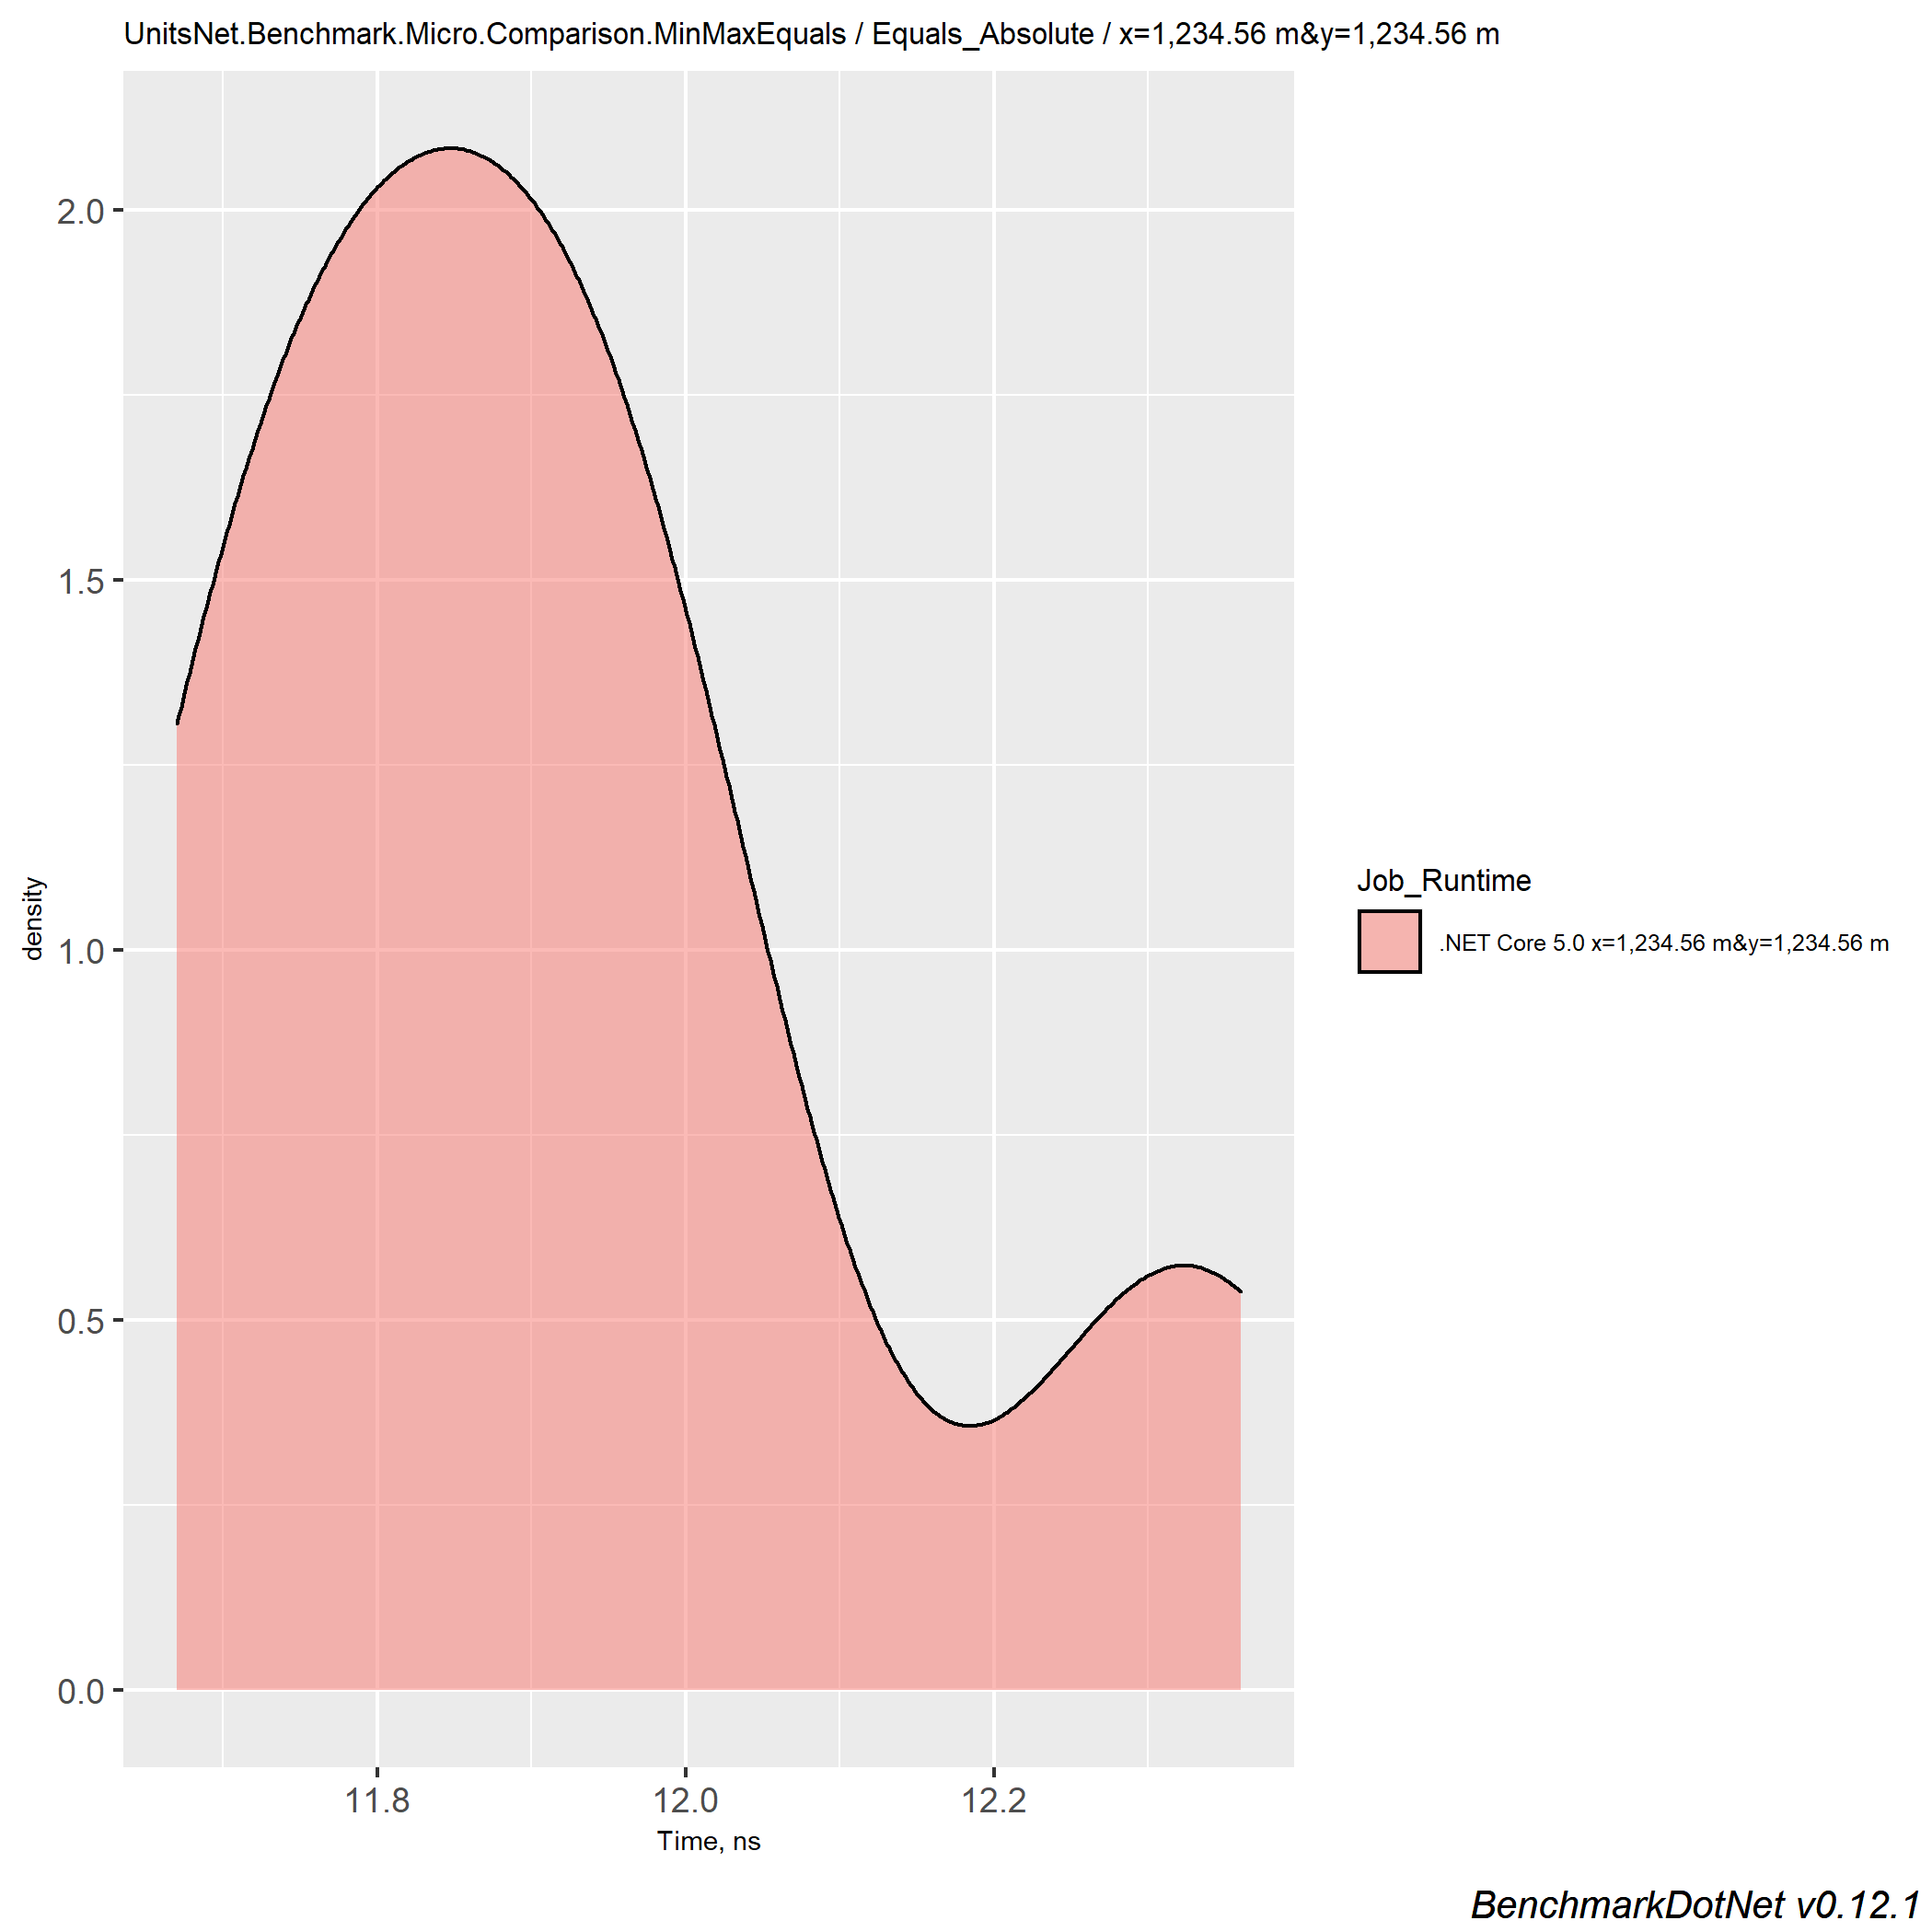 UnitsNet.Benchmark.Micro.Comparison.MinMaxEquals / Equals_Absolute / x=1,234.56 m&y=1,234.56 m
2.0
1.5
1.0
0.5
0.0
density
11.8 12.0 12.2
Time, ns
Job_Runtime
.NET Core 5.0 x=1,234.56 m&y=1,234.56 m
BenchmarkDotNet v0.12.1